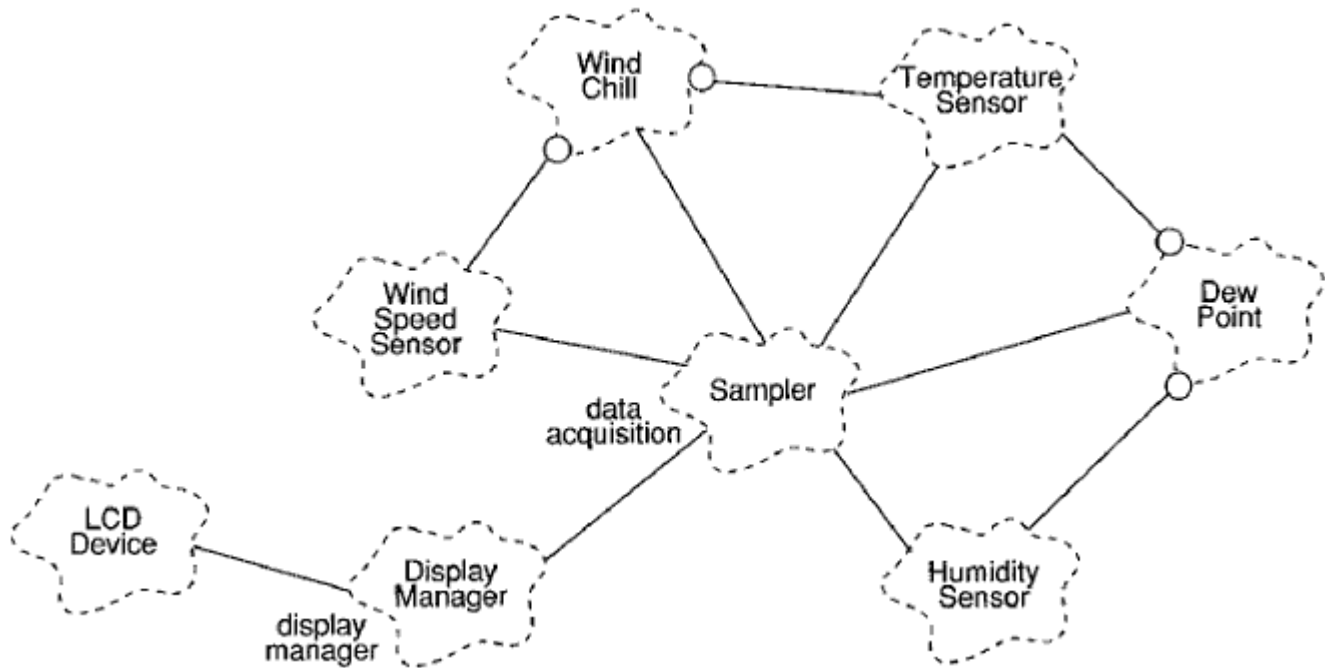 Wind
Chill
Temperature
Sensor
Wind
Speed
Sensor
Dew
Point
Sampler
data
acquisition
LCD
Device
Display
Manager
display
manager
Humidity
Sensor